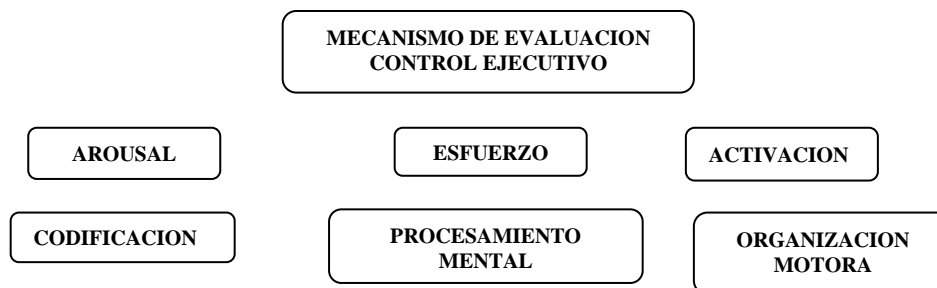 MECANISMO DE EVALUACION
CONTROL EJECUTIVO
AROUSAL
ESFUERZO
ACTIVACION
CODIFICACION
PROCESAMIENTO
MENTAL
ORGANIZACION
MOTORA